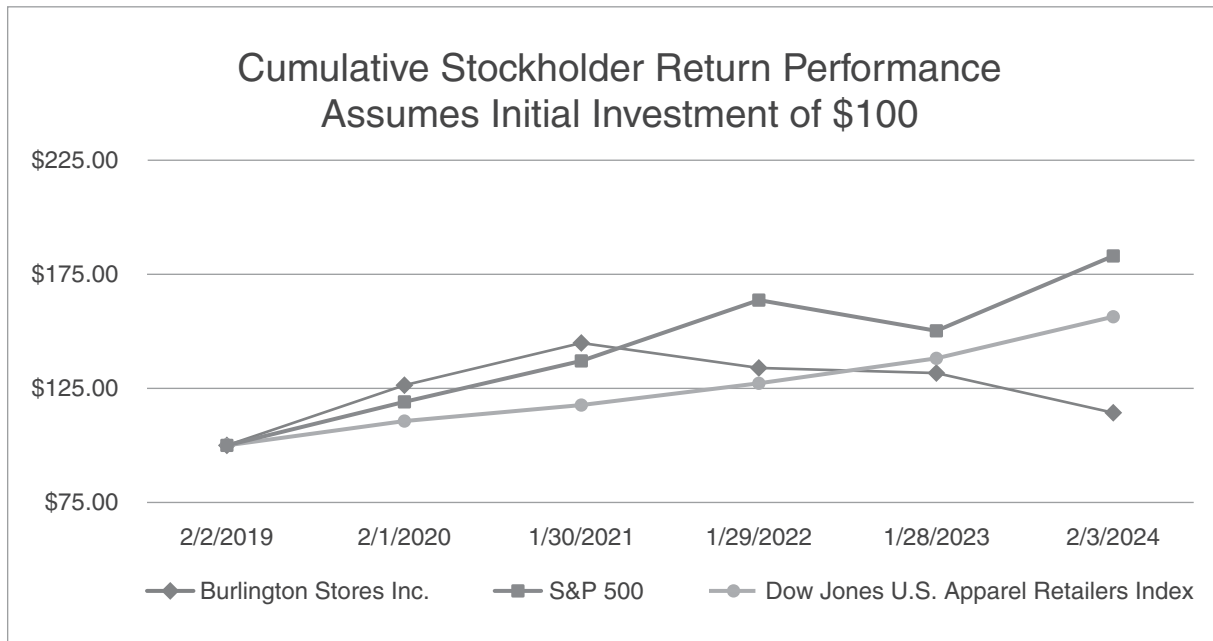 Cumulative Stockholder Return Performance
Assumes Initial Investment of $100
$225.00
$175.00
$125.00
$75.00
2/2/2019 2/1/2020 1/30/2021 1/29/2022 1/28/2023 2/3/2024
Burlington Stores Inc. S&P 500 Dow Jones U.S. Apparel Retailers Index